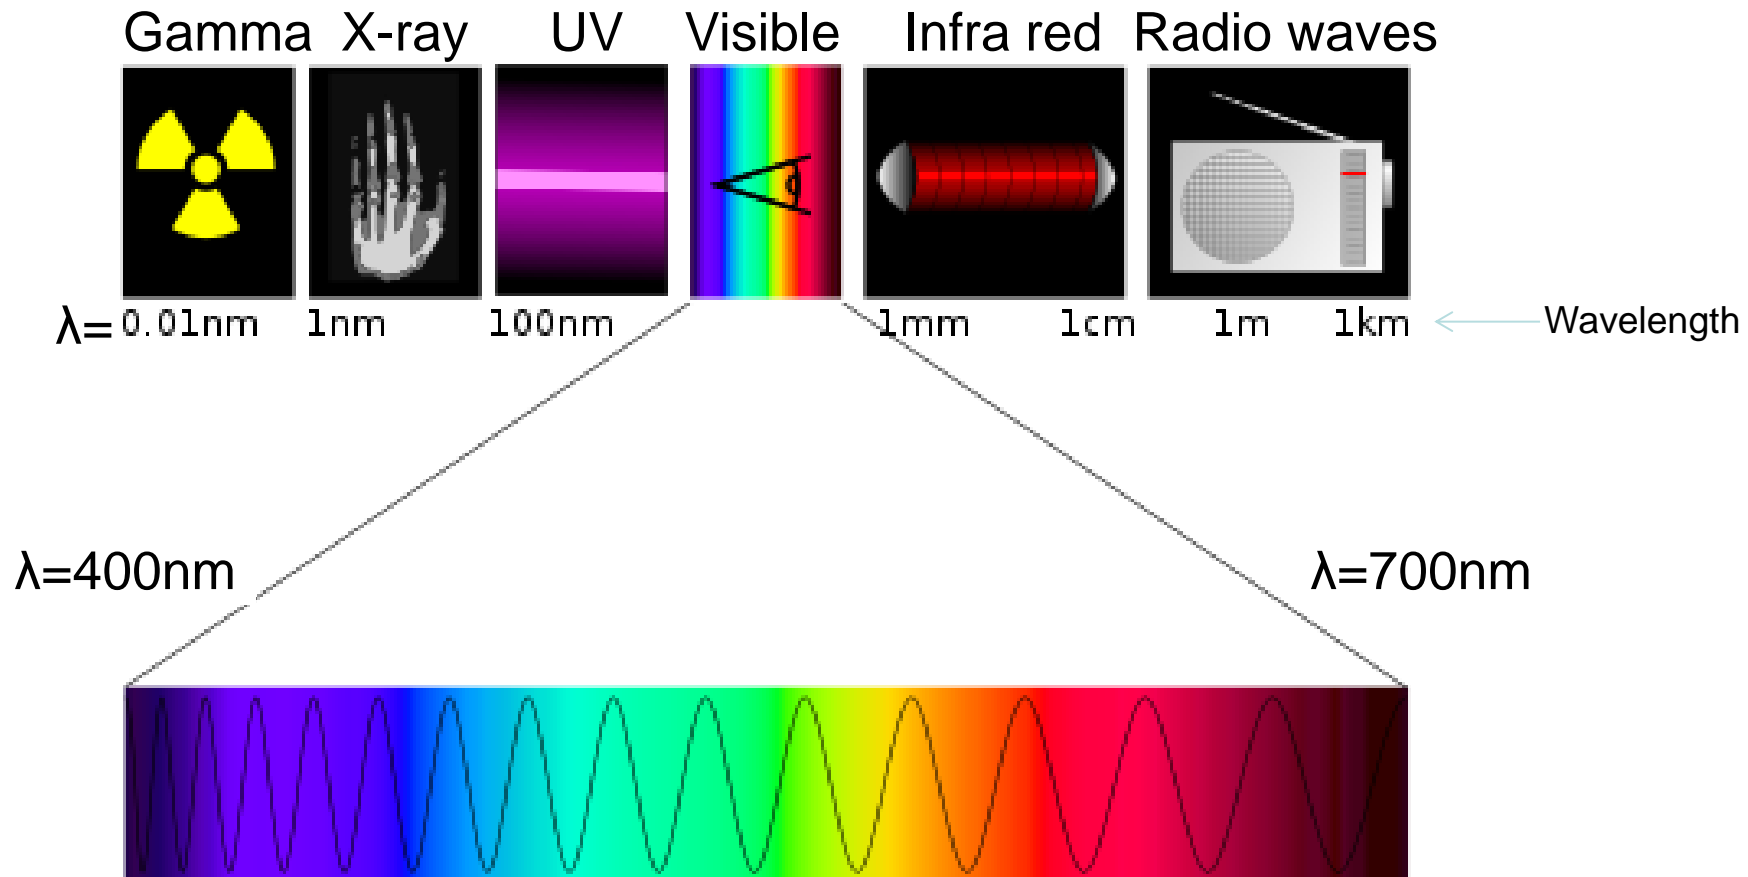 Gamma X-ray UV Visible Infra red Radio waves
λ= 0.01nm 1nm 100nm 1mm 1cm 1m 1km Wavelength
λ=400nm λ=700nm